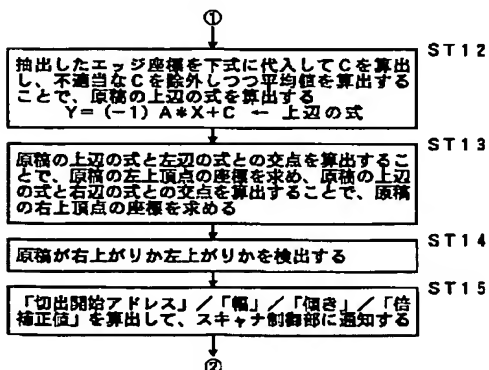 ①
ST12
抽出したエッジ座標を下式に代入してCを算出
し、不適当なCを除外しつつ平均値を算出する
ことで、原稿の上辺の式を算出する
Y=(-1)A*X+C ← 上辺の式
ST13
原稿の上辺の式と左辺の式との交点を算出するこ
とで、原稿の左上頂点の座標を求め、原稿の上辺
の式と右辺の式との交点を算出することで、原稿
の右上頂点の座標を求める
ST14
原稿が右上がりか左上がりかを検出する
ST15
「切出開始アドレス」/「幅」/「傾き」/「倍
補正値」を算出して、スキャナ制御部に通知する
②